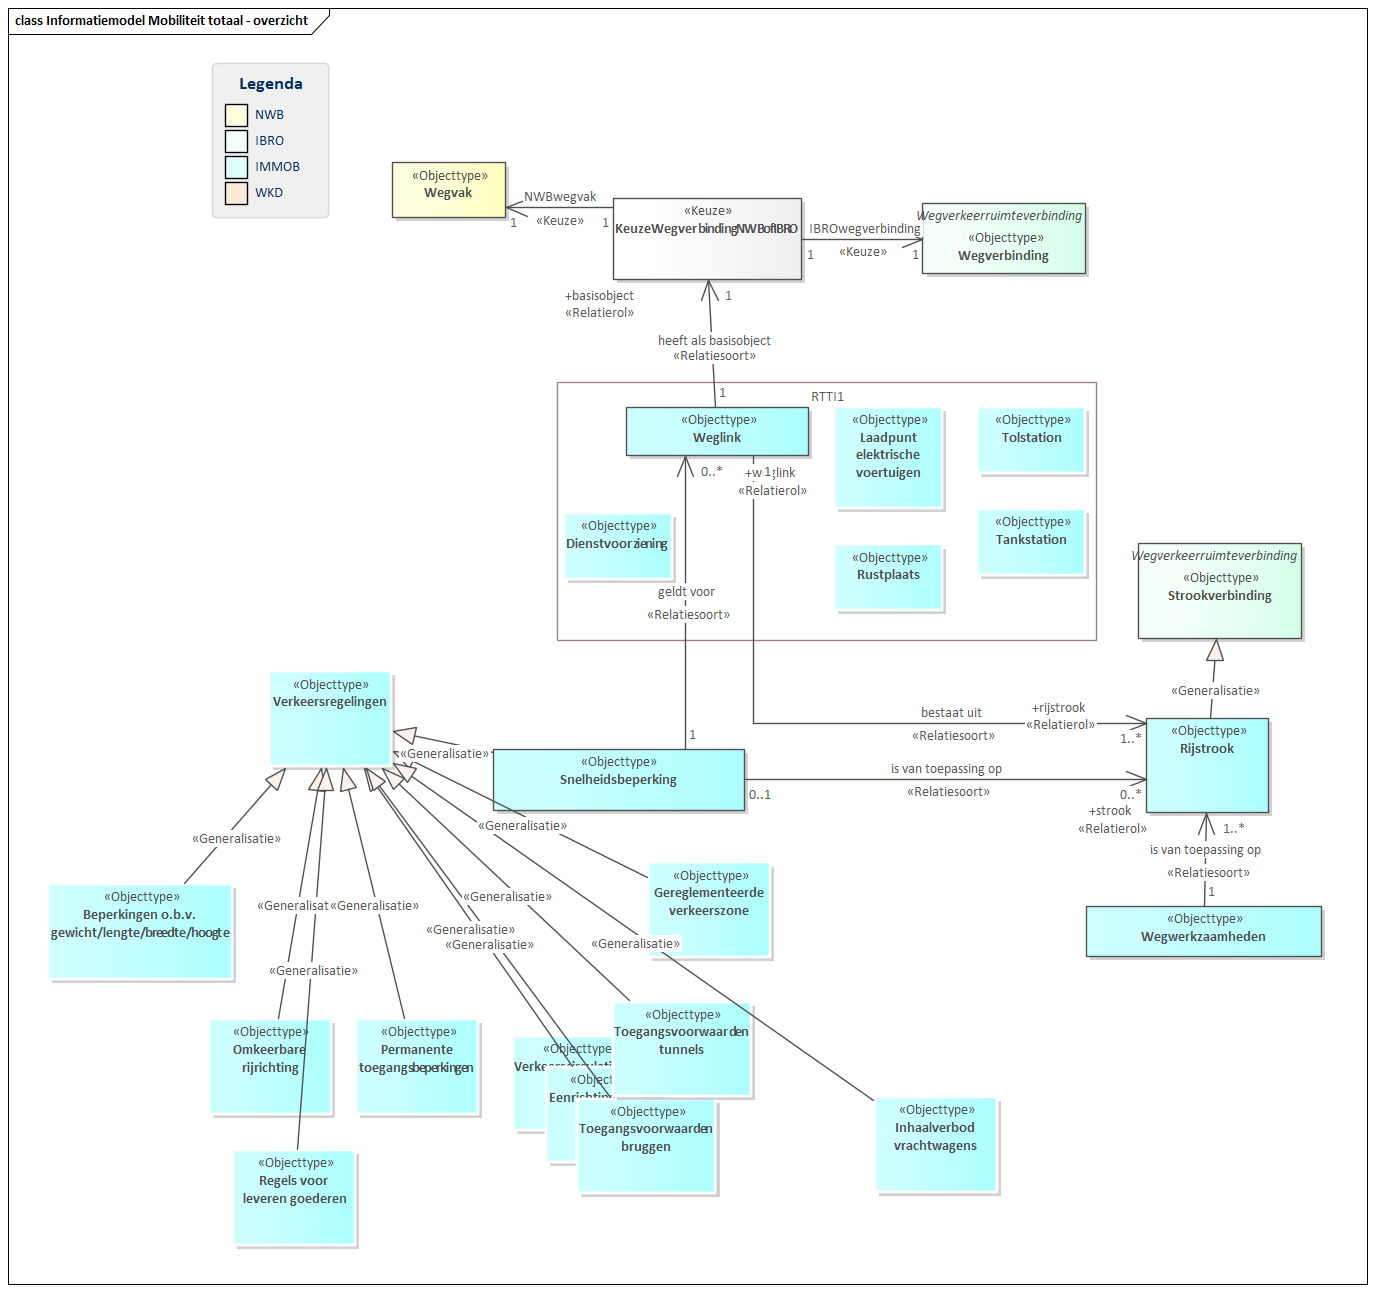 class Informatiemodel Mobiliteit totaal - overzicht
Legenda
NWB
IBRO
IMMOB
WKD
«Objecttype»
Wegvak
NWBwegvak
1
«Keuze»
1
«Keuze»
KeuzeWegverbindingNWBofIBRO
IBROwegverbinding
1
«Keuze»
1
Wegverkeerruimteverbinding
«Objecttype»
Wegverbinding
+basisobject
«Relatierol»
1
heeft als basisobject
«Relatiesoort»
1
RTTI1
«Objecttype»
Weglink
0..*
+weglink
1
«Relatierol»
«Objecttype»
Laadpunt
elektrische
voertuigen
«Objecttype»
Tolstation
«Objecttype»
Dienstvoorziening
«Objecttype»
Rustplaats
«Objecttype»
Tankstation
geldt voor
«Relatiesoort»
1
Wegverkeerruimteverbinding
«Objecttype»
Strookverbinding
«Generalisatie»
«Objecttype»
Verkeersregelingen
«Generalisatie»
«Objecttype»
Snelheidsbeperking
bestaat uit
«Relatiesoort»
+rijstrook
«Relatierol»
1..*
«Objecttype»
Rijstrook
is van toepassing op
«Relatiesoort»
0..1
0..*
+strook
«Relatierol»
1..*
is van toepassing op
«Relatiesoort»
1
«Objecttype»
Wegwerkzaamheden
«Generalisatie»
«Generalisatie»
«Generalisatie»
«Generalisat
«Generalisatie»
«Generalisatie»
«Generalisatie»
«Generalisatie»
«Generalisatie»
«Objecttype»
Beperkingen o.b.v.
gewicht/lengte/breedte/hoogte
«Objecttype»
Gereglementeerde
verkeerszone
«Objecttype»
Omkeerbare
rijrichting
«Objecttype»
Permanente
toegangsbeperkingen
«Objecttype
Verkeerscirculati
«Objec
Eenrichting
«Objecttype»
Toegangsvoorwaarden
tunnels
«Objecttype»
Toegangsvoorwaarden
bruggen
«Objecttype»
Inhaalverbod
vrachtwagens
«Objecttype»
Regels voor
leveren goederen